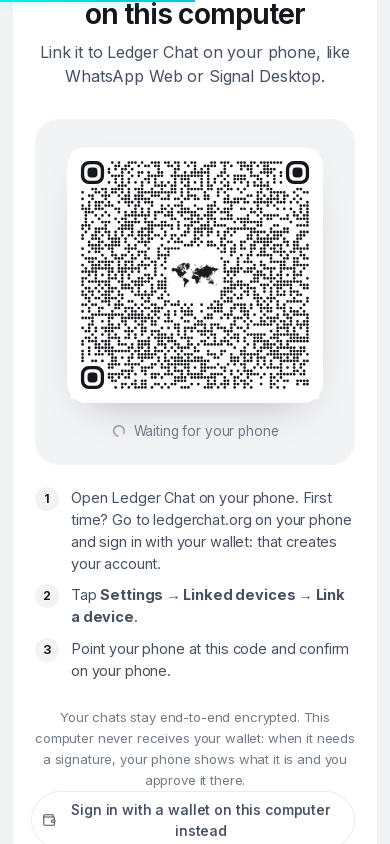 on this computer
Link it to Ledger Chat on your phone, like
WhatsApp Web or Signal Desktop.
Waiting for your phone
1 Open Ledger Chat on your phone. First
time? Go to ledgerchat.org on your phone
and sign in with your wallet: that creates
your account.
2 Tap Settings → Linked devices → Link
a device.
3 Point your phone at this code and confirm
on your phone.
Your chats stay end-to-end encrypted. This
computer never receives your wallet: when it needs
a signature, your phone shows what it is and you
approve it there.
Sign in with a wallet on this computer
instead